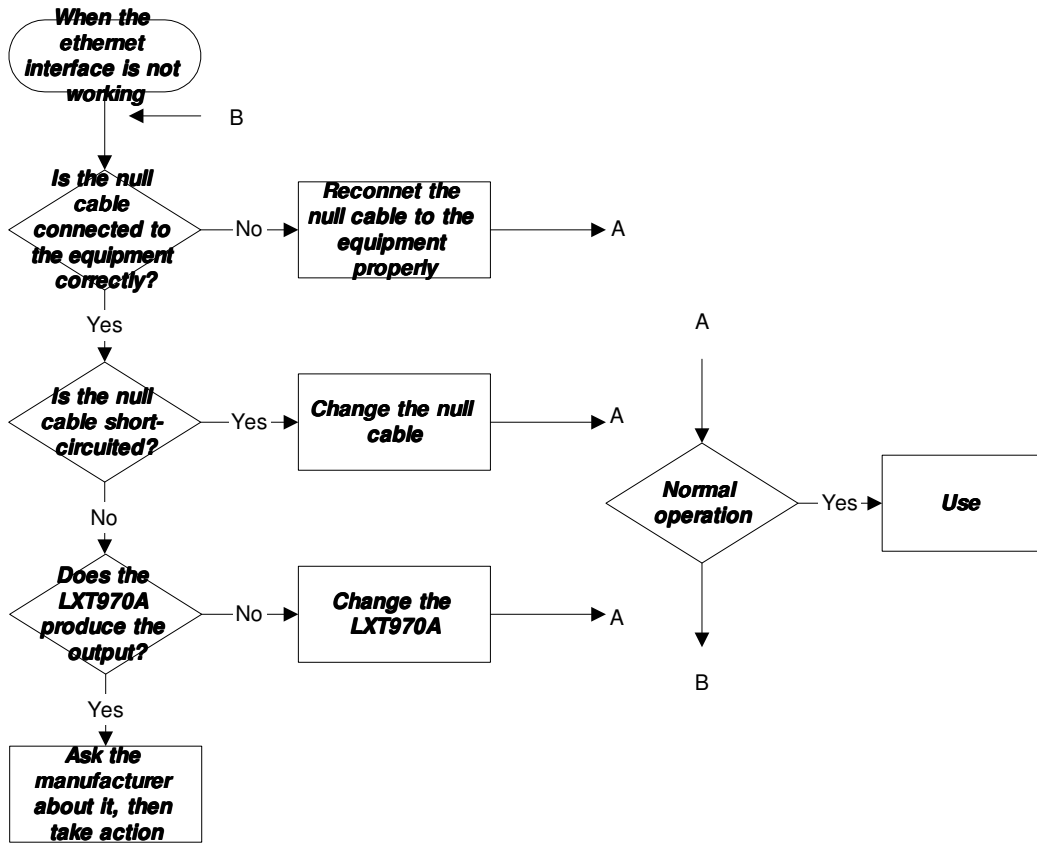 When the
ethernet
interface is not
working
B
Is the null
cable
connected to
the equipment
correctly?
No
Reconnet the
null cable to the
equipment
properly
A
Yes
Is the null
cable short-
circuited?
Yes
Change the null
cable
A
No
Does the
LXT970A
produce the
output?
No
Change the
LXT970A
A
Yes
Ask the
manufacturer
about it, then
take action
A
Normal
operation
Yes
Use
B